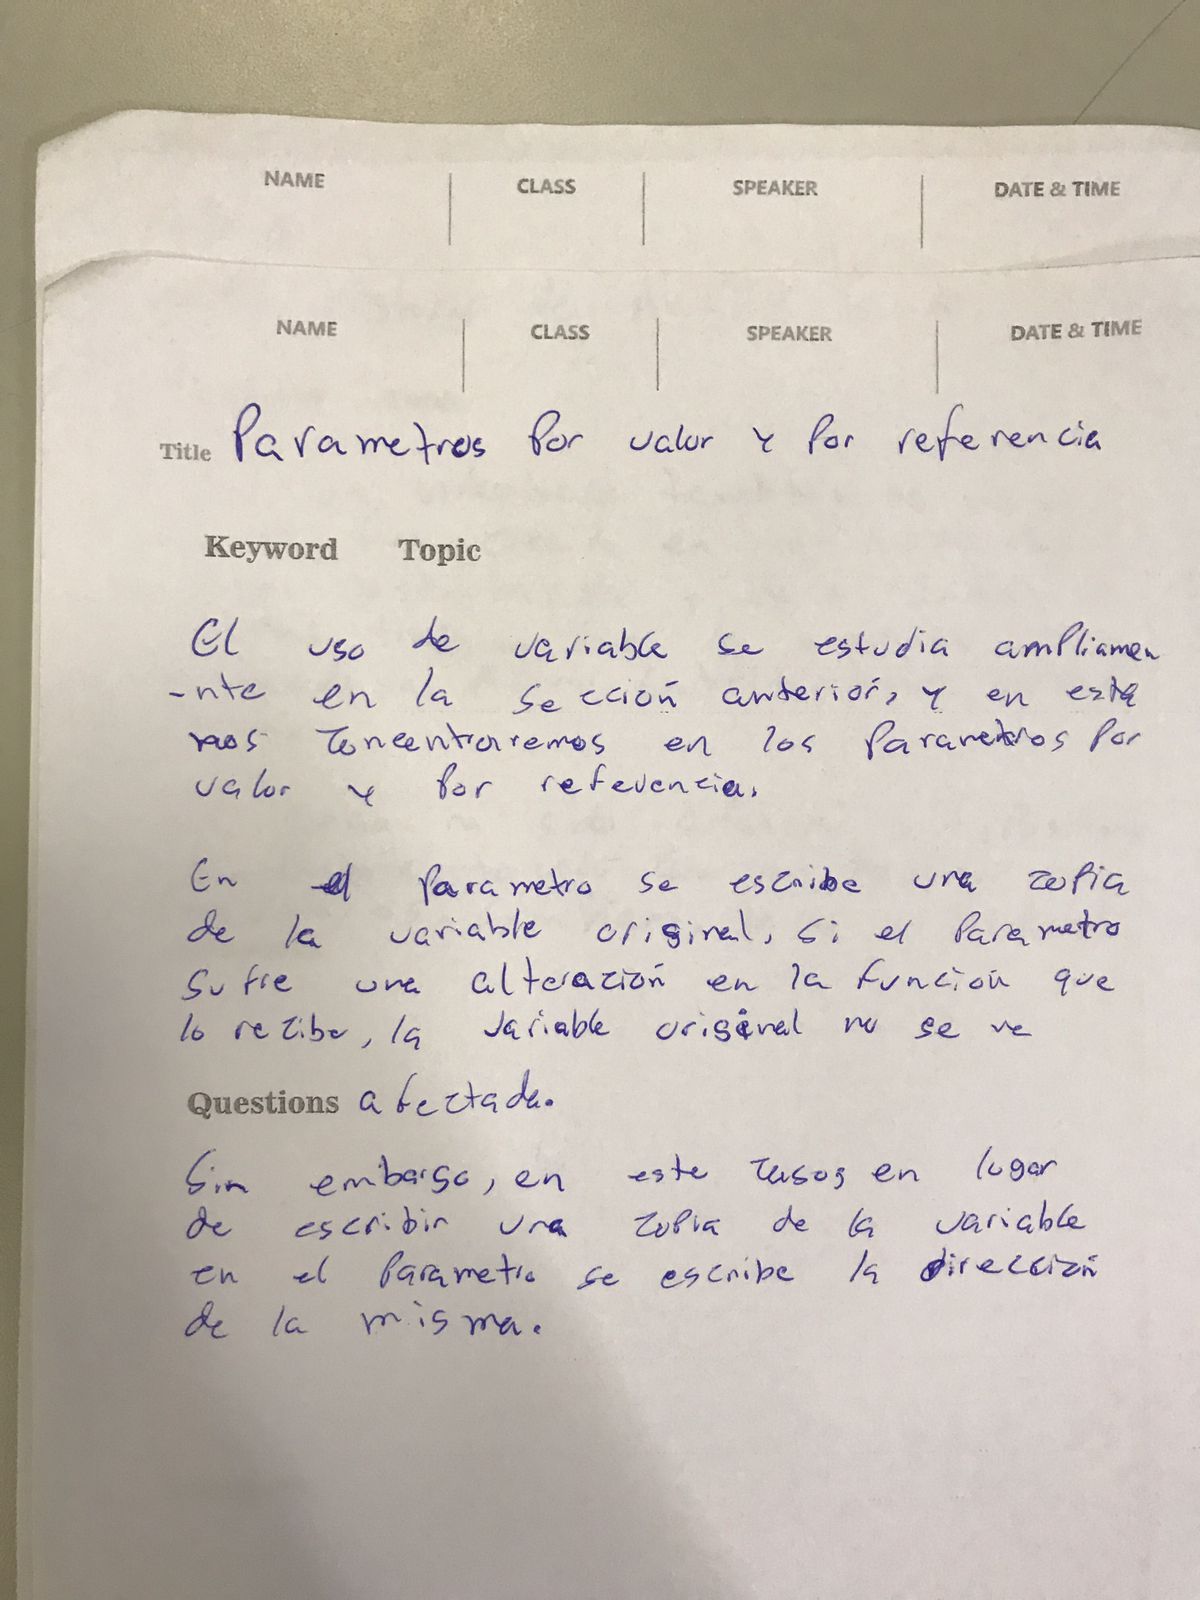 NAME CLASS SPEAKER DATE & TIME
NAME CLASS SPEAKER DATE & TIME
Title Parametros Por valor y Por referencia
Keyword Topic
El uso de variable se estudia ampliamen
-nte en la sección anterior, y en esta
nos concentraremos en los Parametros Por
valor y Por referencia.
En el parametro se escribe una copia
de la variable original, si el Parametro
sufre una alteración en la función que
lo recibe, la variable original no se ve
Questions afectada.
Sin embargo, en este casos en lugar
de escribir una copia de la variable
en el Parametro se escribe la dirección
de la misma.